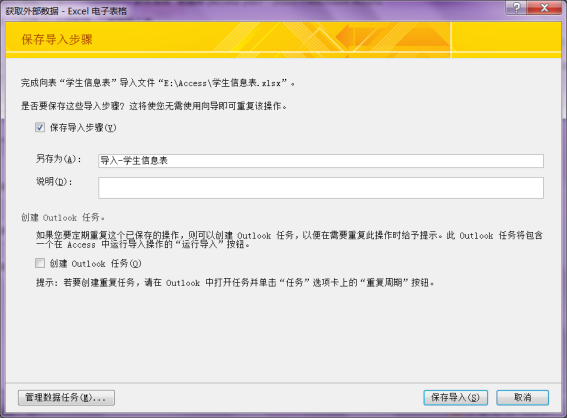 获取外部数据 - Excel 电子表格
保存导入步骤
完成向表“学生信息表”导入文件“E:\Access\学生信息表.xlsx”。
是否要保存这些导入步骤? 这将使您无需使用向导即可重复该操作。
保存导入步骤(V)
另存为(A):
导入-学生信息表
说明(D):
创建 Outlook 任务。
如果您要定期重复这个已保存的操作，则可以创建 Outlook 任务，以便在需要重复此操作时给予提示。此 Outlook 任务将包含
一个在 Access 中运行导入操作的“运行导入”按钮。
创建 Outlook 任务(O)
提示: 若要创建重复任务，请在 Outlook 中打开任务并单击“任务”选项卡上的“重复周期”按钮。
管理数据任务(M)...
保存导入(S)
取消